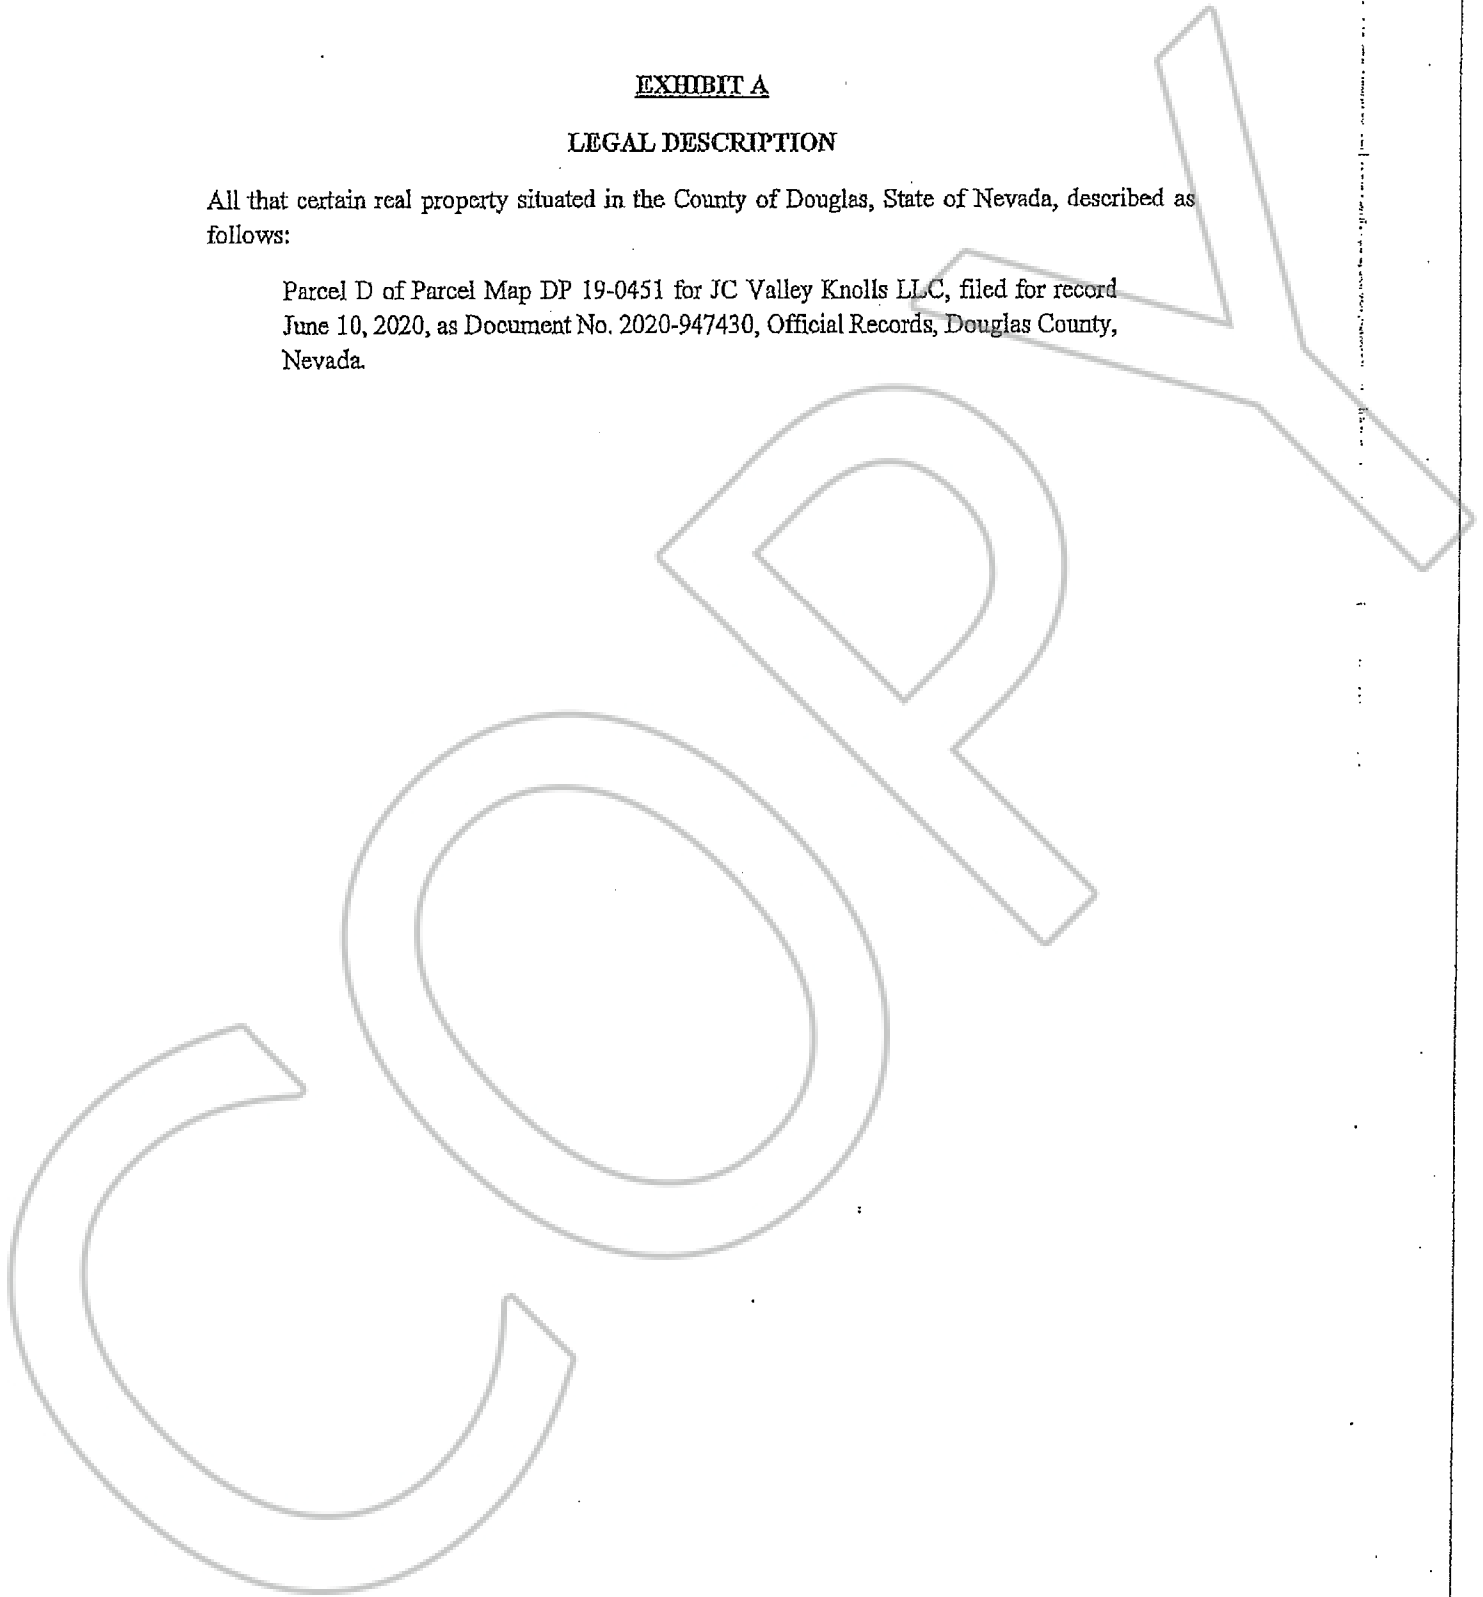 EXHIBIT A
LEGAL DESCRIPTION
All that certain real property situated in the County of Douglas, State of Nevada, described as
follows:
Parcel D of Parcel Map DP 19-0451 for JC Valley Knolls LLC, filed for record
June 10, 2020, as Document No. 2020-947430, Official Records, Douglas County,
Nevada.
COPY